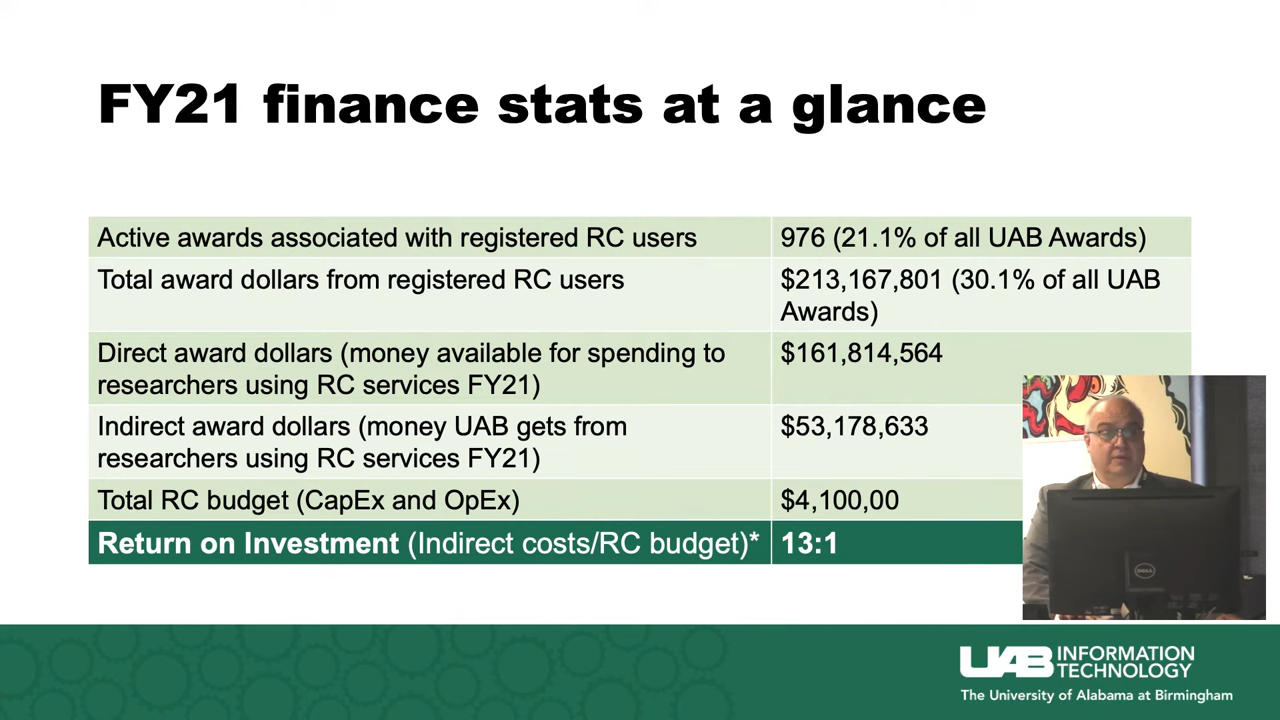 FY21 finance stats at a glance
Active awards associated with registered RC users
976 (21.1% of all UAB Awards)
Total award dollars from registered RC users
$213,167,801 (30.1% of all UAB
Awards)
Direct award dollars (money available for spending to
researchers using RC services FY21)
$161,814,564
Indirect award dollars (money UAB gets from
researchers using RC services FY21)
$53,178,633
Total RC budget (CapEx and OpEx)
$4,100,00
Return on Investment (Indirect costs/RC budget)*
13:1
DELL
UAB INFORMATION
TECHNOLOGY
The University of Alabama at Birmingham